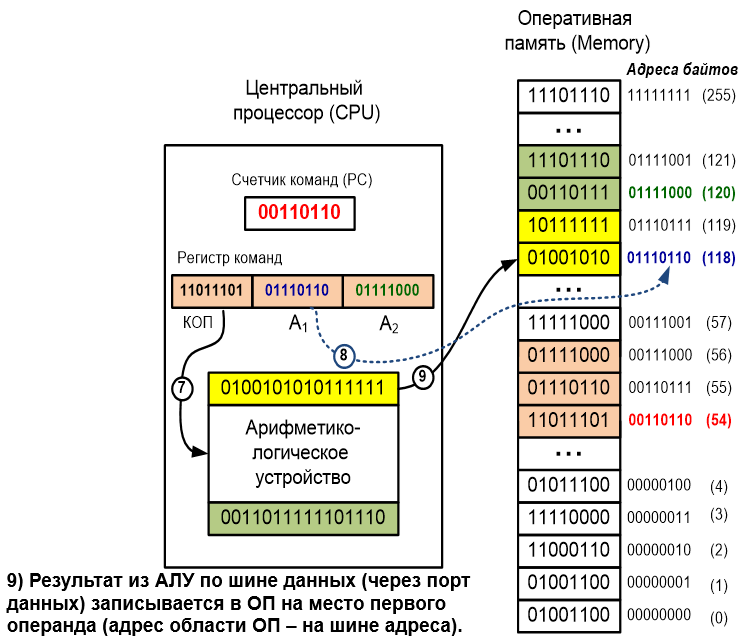 Оперативная
память (Memory)
Адреса байтов
Центральный
процессор (CPU)
Счетчик команд (PC)
00110110
Регистр команд
11011101 01110110 01111000
КОП A1 A2
7
8
9
0100101010111111
Арифметико-
логическое
устройство
0011011111101110
11101110 11111111 (255)
...
11101110 01111001 (121)
00110111 01111000 (120)
10111111 01110111 (119)
01001010 01110110 (118)
...
11111000 00111001 (57)
01111000 00111000 (56)
01110110 00110111 (55)
11011101 00110110 (54)
...
01011100 00000100 (4)
11110000 00000011 (3)
11000110 00000010 (2)
01001100 00000001 (1)
01001100 00000000 (0)
9) Результат из АЛУ по шине данных (через порт
данных) записывается в ОП на место первого
операнда (адрес области ОП – на шине адреса).